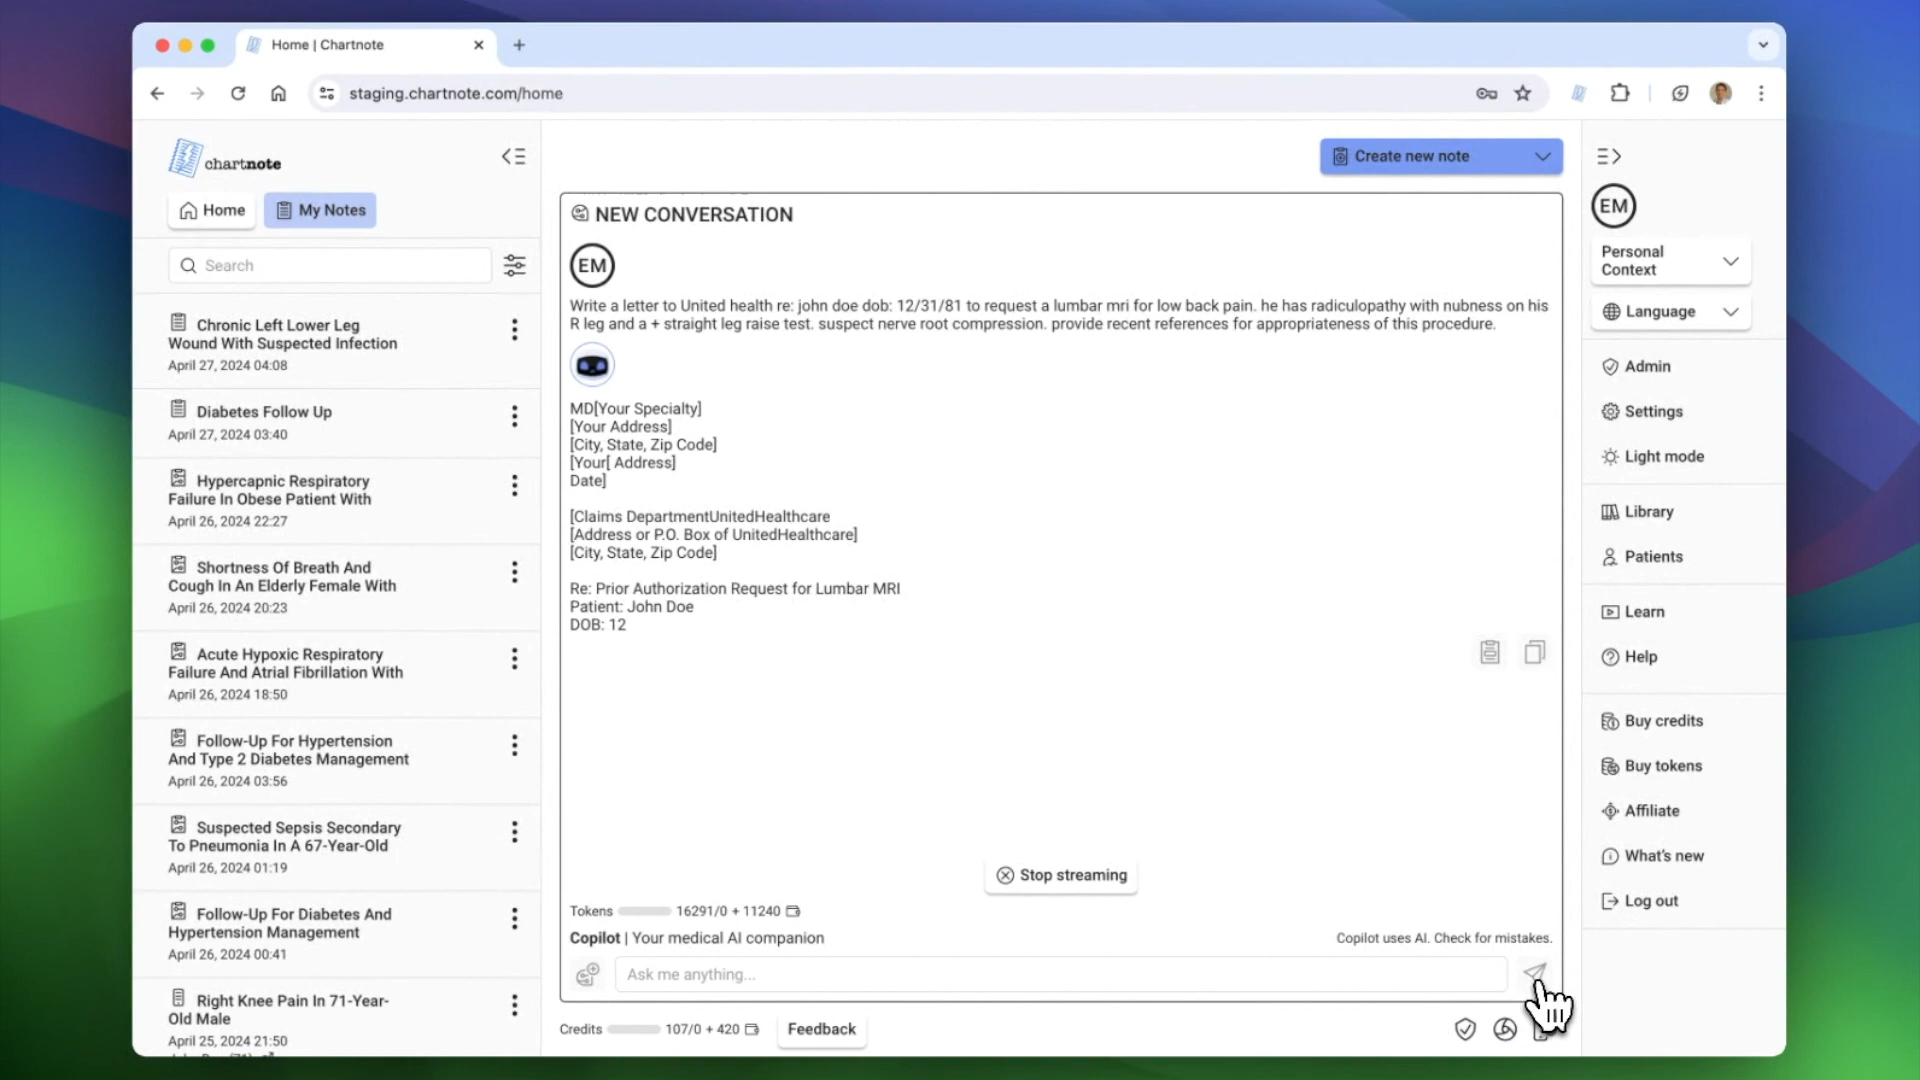 Home | Chartnote
staging.chartnote.com/home
chartnote
Home
My Notes
Search
Chronic Left Lower Leg
Wound With Suspected Infection
April 27, 2024 04:08
Diabetes Follow Up
April 27, 2024 03:40
Hypercapnic Respiratory
Failure In Obese Patient With
April 26, 2024 22:27
Shortness Of Breath And
Cough In An Elderly Female With
April 26, 2024 20:23
Acute Hypoxic Respiratory
Failure And Atrial Fibrillation With
April 26, 2024 18:50
Follow-Up For Hypertension
And Type 2 Diabetes Management
April 26, 2024 03:56
Suspected Sepsis Secondary
To Pneumonia In A 67-Year-Old
April 26, 2024 01:19
Follow-Up For Diabetes And
Hypertension Management
April 26, 2024 00:41
Right Knee Pain In 71-Year-
Old Male
April 25, 2024 21:50
Create new note
NEW CONVERSATION
EM
Write a letter to United health re: john doe dob: 12/31/81 to request a lumbar mri for low back pain. he has radiculopathy with nubness on his
R leg and a + straight leg raise test. suspect nerve root compression. provide recent references for appropriateness of this procedure.
MD[Your Specialty]
[Your Address]
[City, State, Zip Code]
[Your[ Address]
Date]
[Claims DepartmentUnitedHealthcare
[Address or P.O. Box of UnitedHealthcare]
[City, State, Zip Code]
Re: Prior Authorization Request for Lumbar MRI
Patient: John Doe
DOB: 12
Stop streaming
Tokens 16291/0 + 11240
Copilot | Your medical AI companion
Copilot uses AI. Check for mistakes.
Ask me anything...
Credits 107/0 + 420
Feedback
EM
Personal
Context
Language
Admin
Settings
Light mode
Library
Patients
Learn
Help
Buy credits
Buy tokens
Affiliate
What's new
Log out